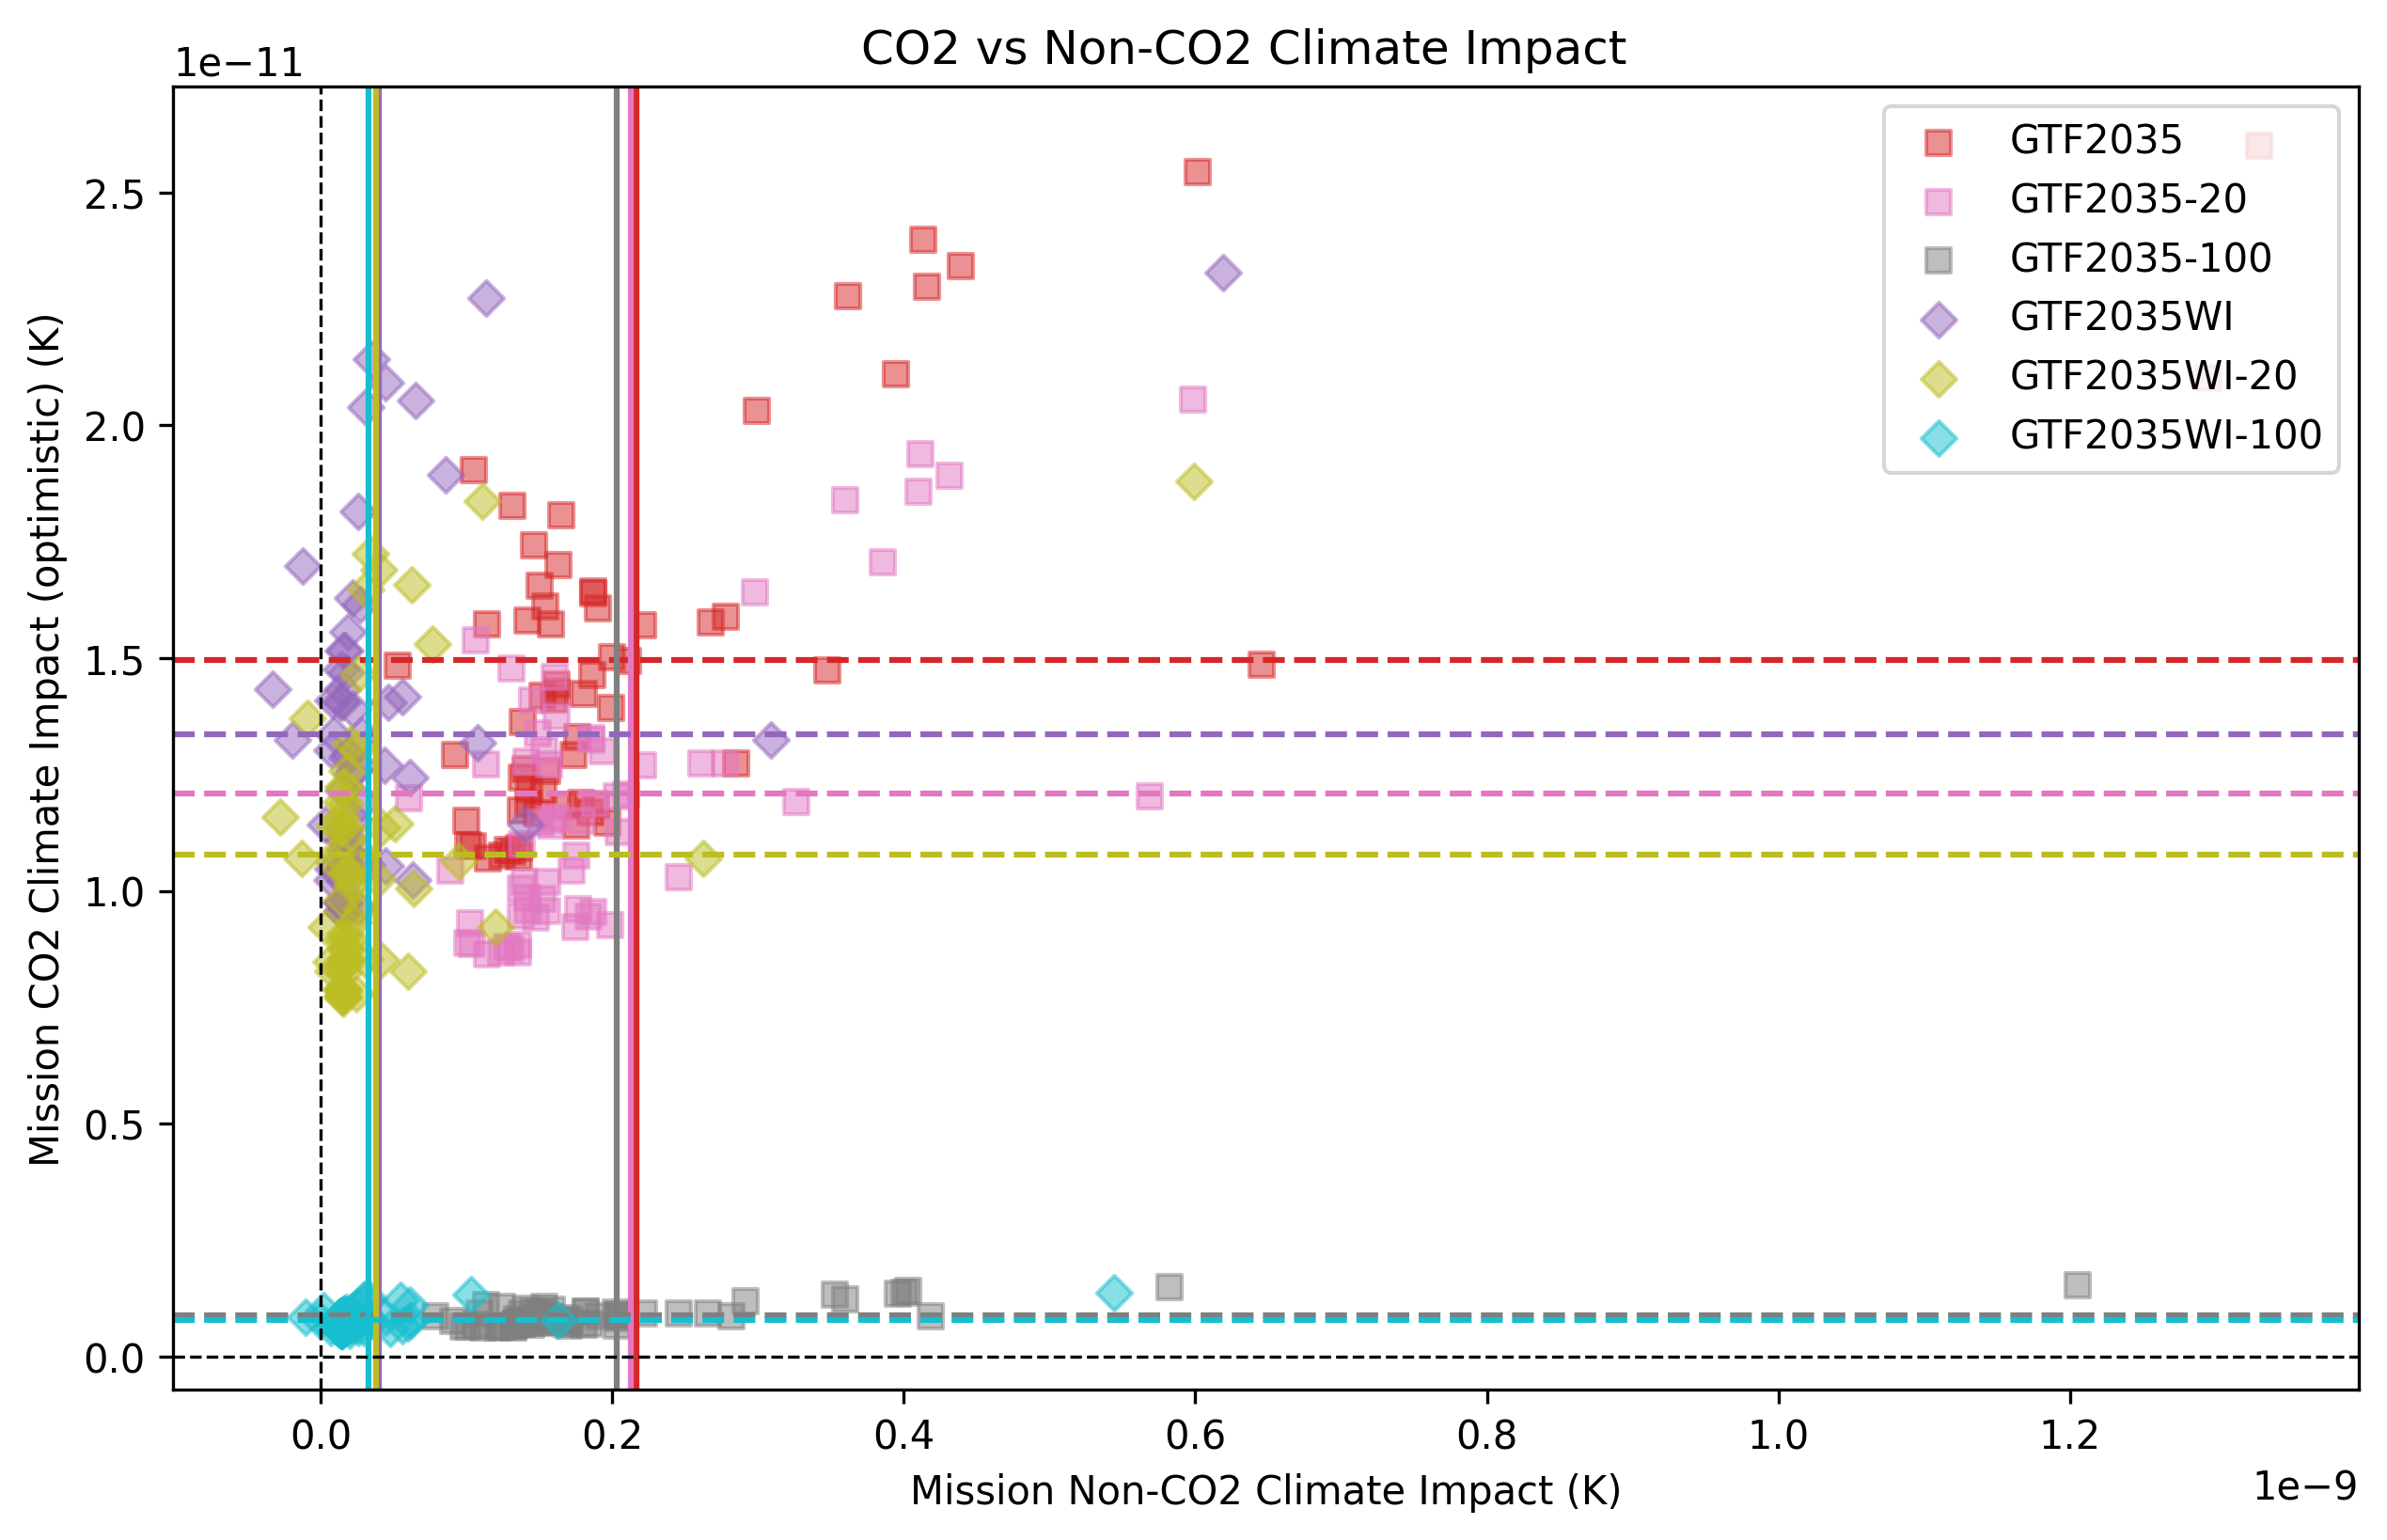 CO2 vs Non-CO2 Climate Impact
1e−11
GTF2035
GTF2035-20
GTF2035-100
GTF2035WI
GTF2035WI-20
GTF2035WI-100
Mission CO2 Climate Impact (optimistic) (K)
2.5
2.0
1.5
1.0
0.5
0.0
0.0 0.2 0.4 0.6 0.8 1.0 1.2
Mission Non-CO2 Climate Impact (K)
1e−9